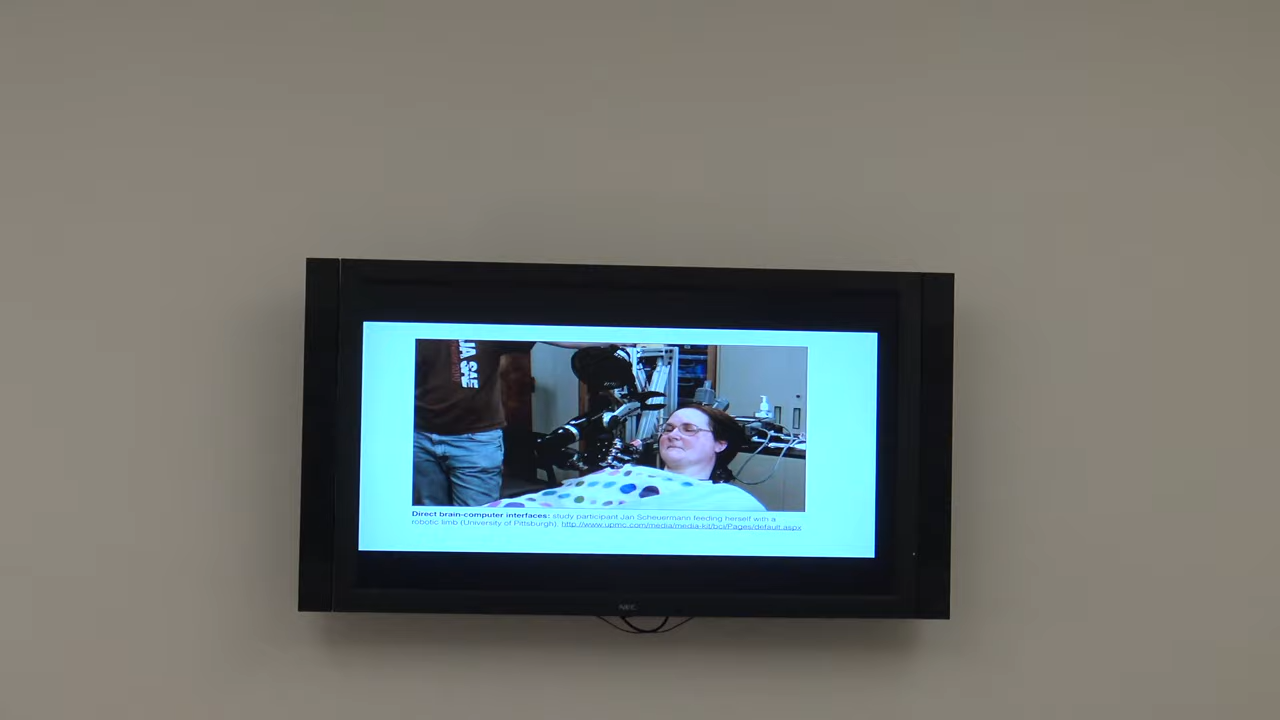 Direct brain-computer interfaces: study participant Jan Scheuermann feeding herself with a
robotic limb (University of Pittsburgh). http://www.upmc.com/media/media-kit/bci/Pages/default.aspx
NEC